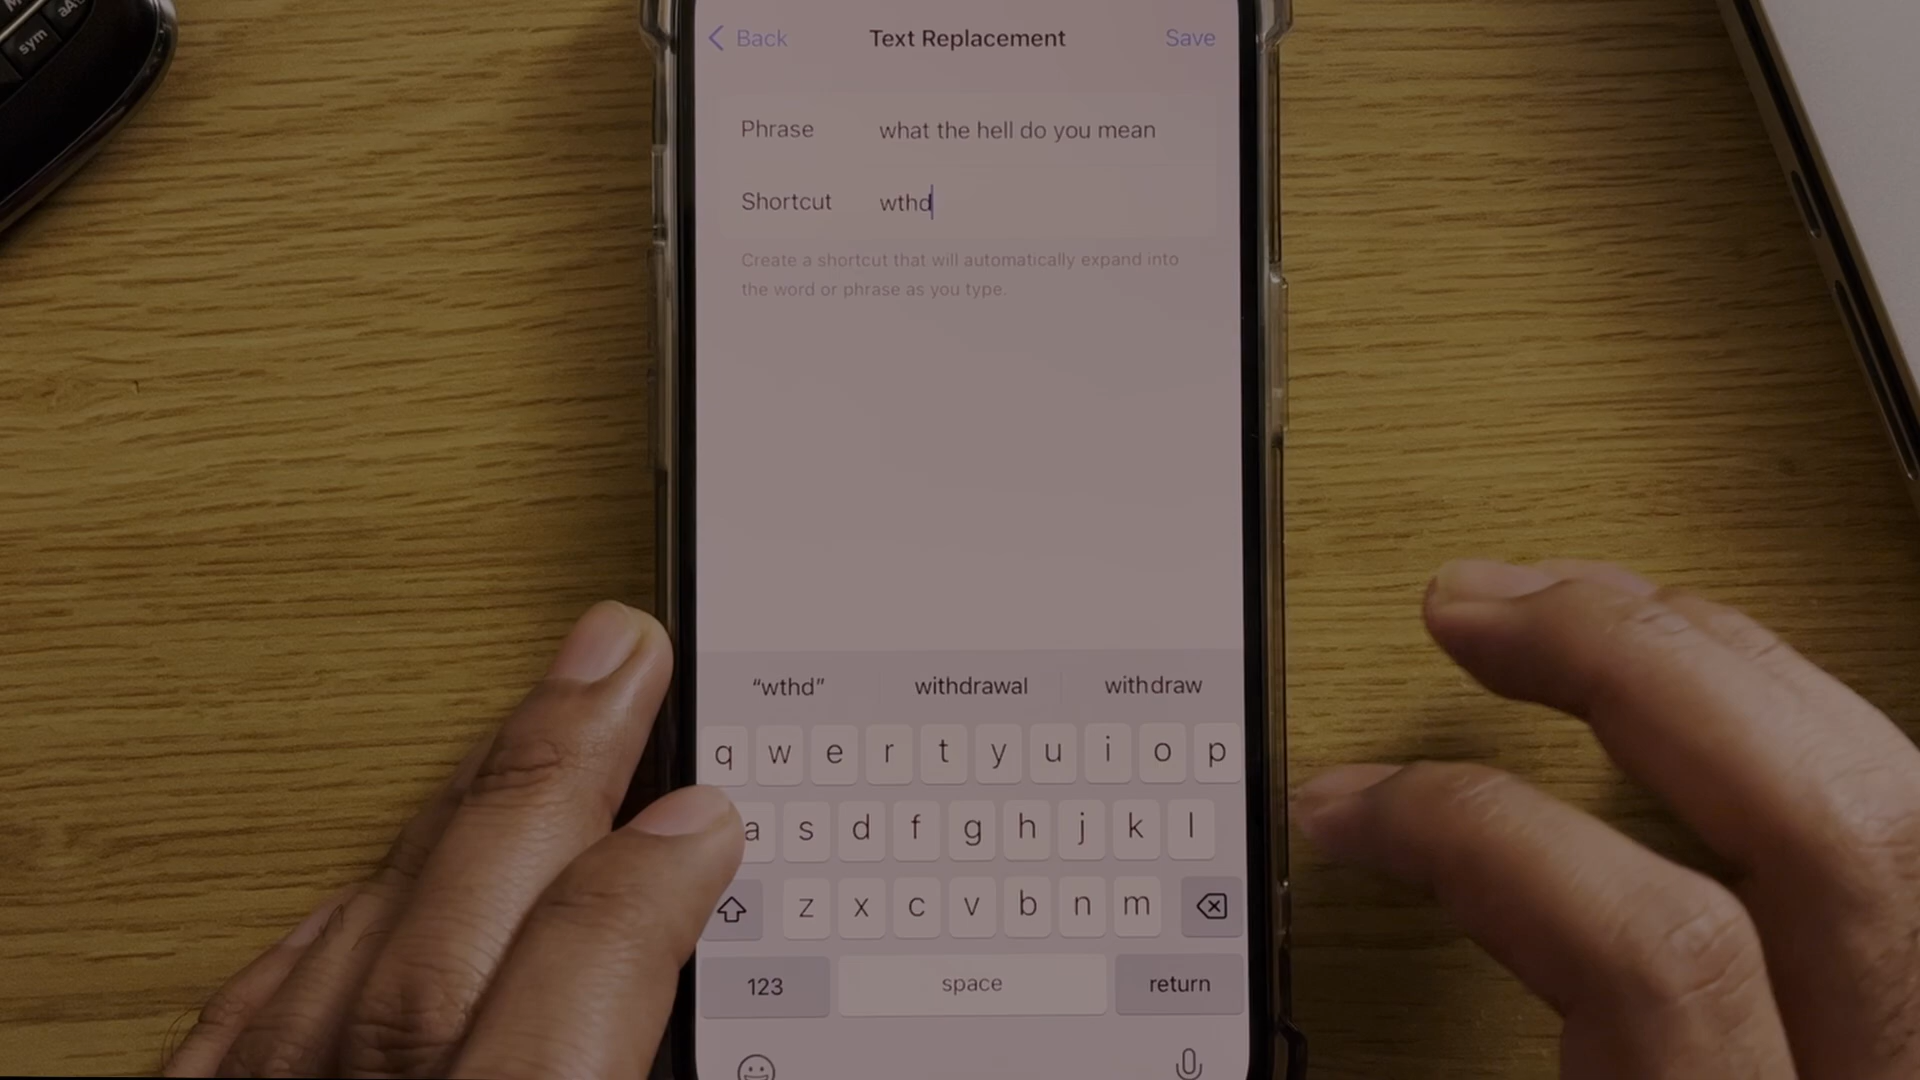 sym
Back Text Replacement Save
Phrase what the hell do you mean
Shortcut wthd
Create a shortcut that will automatically expand into
the word or phrase as you type.
“wthd” withdrawal withdraw
q w e r t y u i o p
a s d f g h j k l
z x c v b n m
123 space return